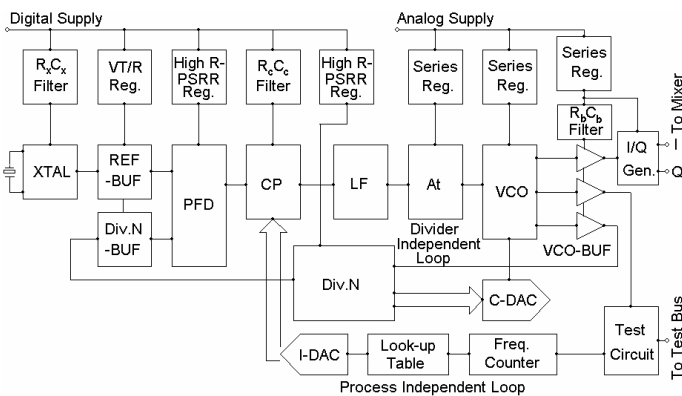 Digital Supply
Analog Supply
RxCx
Filter
VT/R
Reg.
High R-
PSRR
Reg.
RcCc
Filter
High R-
PSRR
Reg.
Series
Reg.
Series
Reg.
Series
Reg.
RbCb
Filter
I/Q
Gen.
I
Q
To Mixer
XTAL
REF
-BUF
Div.N
-BUF
PFD
CP
LF
At
VCO
VCO-BUF
Divider
Independent
Loop
Div.N
C-DAC
I-DAC
Look-up
Table
Freq.
Counter
Test
Circuit
To Test Bus
Process Independent Loop